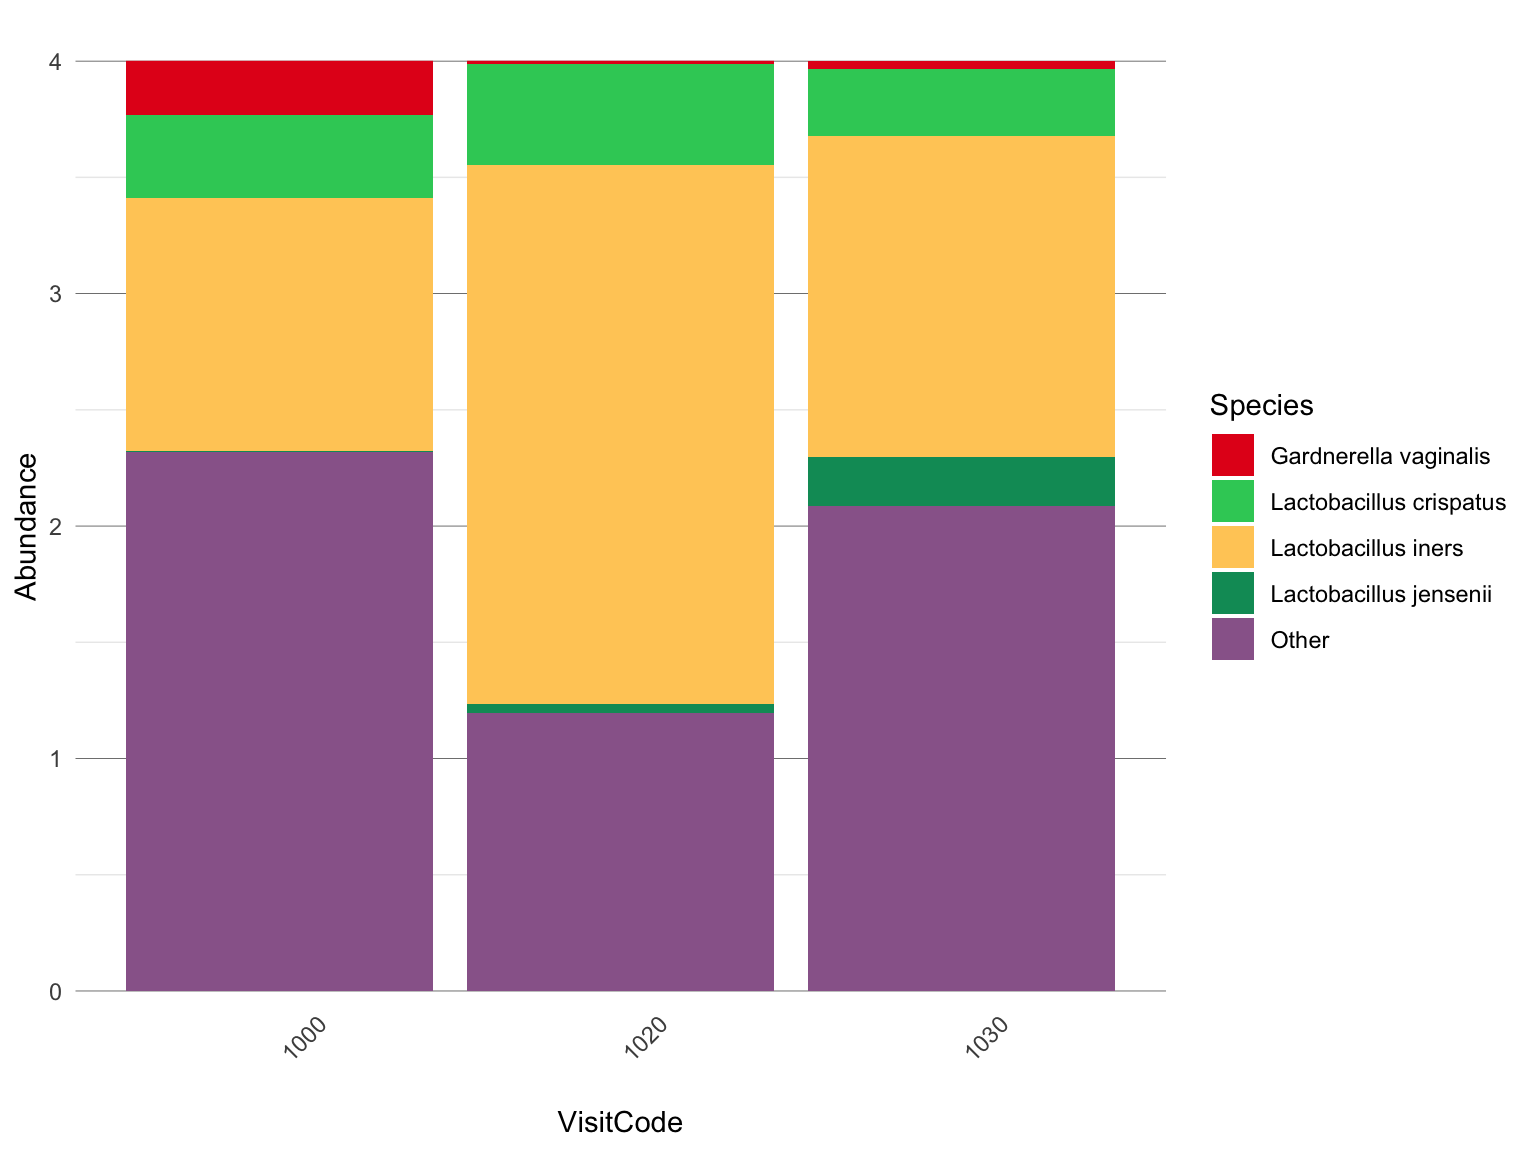 Abundance
4
3
2
1
0
1000
1020
1030
VisitCode
Species
Gardnerella vaginalis
Lactobacillus crispatus
Lactobacillus iners
Lactobacillus jensenii
Other